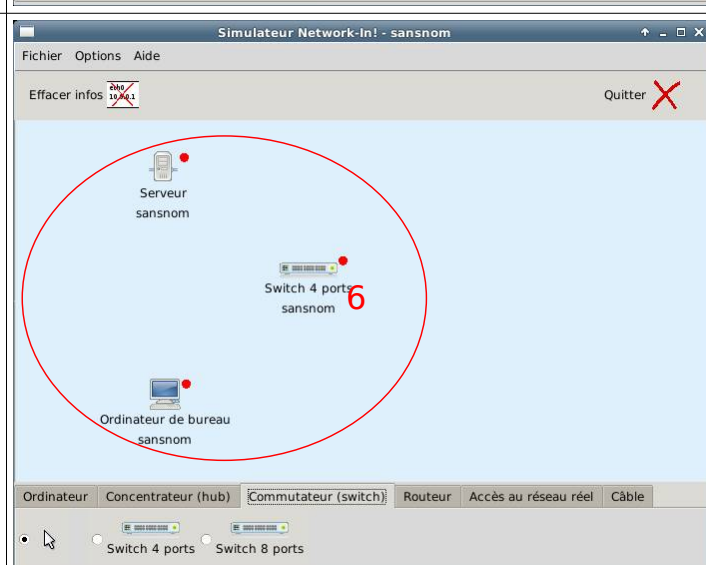 Simulateur Network-In! - sansnom
Fichier Options Aide
Effacer infos
echo
10.0.0.1
Quitter
Serveur
sansnom
Switch 4 ports
sansnom
6
Ordinateur de bureau
sansnom
Ordinateur Concentrateur (hub) Commutateur (switch) Routeur Accès au réseau réel Câble
Switch 4 ports Switch 8 ports